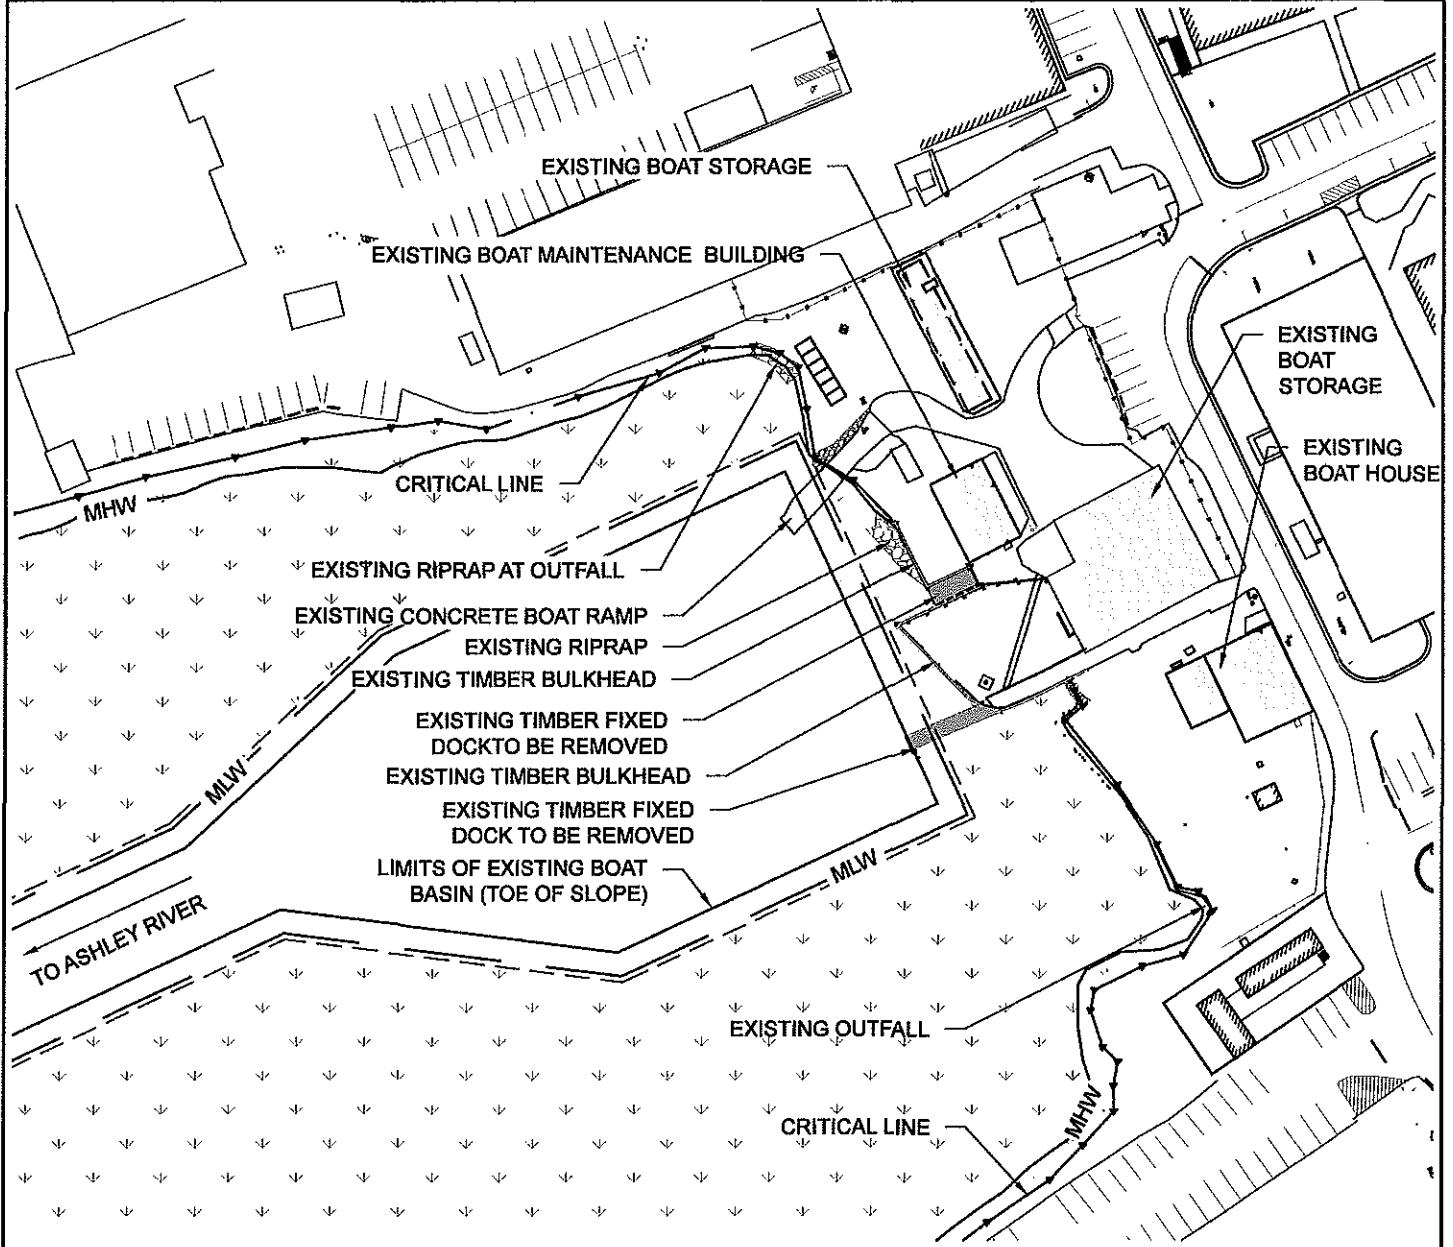 EXISTING BOAT STORAGE
EXISTING BOAT MAINTENANCE BUILDING
EXISTING
BOAT
STORAGE
EXISTING
BOAT HOUSE
CRITICAL LINE
MHW
EXISTING RIPRAP AT OUTFALL
EXISTING CONCRETE BOAT RAMP
EXISTING RIPRAP
EXISTING TIMBER BULKHEAD
EXISTING TIMBER FIXED
DOCKTO BE REMOVED
EXISTING TIMBER BULKHEAD
EXISTING TIMBER FIXED
DOCK TO BE REMOVED
MLW
LIMITS OF EXISTING BOAT
BASIN (TOE OF SLOPE)
MLW
TO ASHLEY RIVER
EXISTING OUTFALL
MHW
CRITICAL LINE